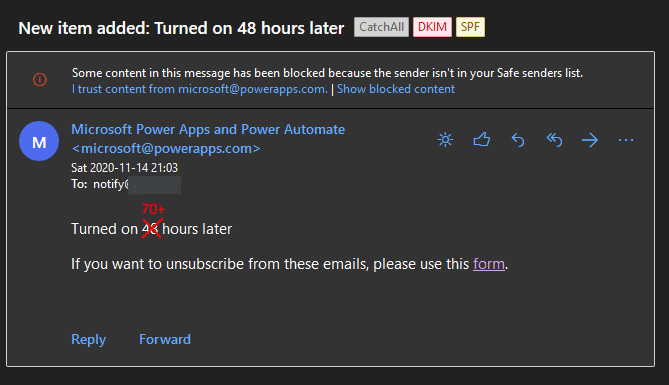 New item added: Turned on 48 hours later CatchAll DKIM SPF
Some content in this message has been blocked because the sender isn't in your Safe senders list.
I trust content from microsoft@powerapps.com. | Show blocked content
M
Microsoft Power Apps and Power Automate
<microsoft@powerapps.com>
Sat 2020-11-14 21:03
To: notify@
70+
Turned on 48 hours later
If you want to unsubscribe from these emails, please use this form.
Reply Forward